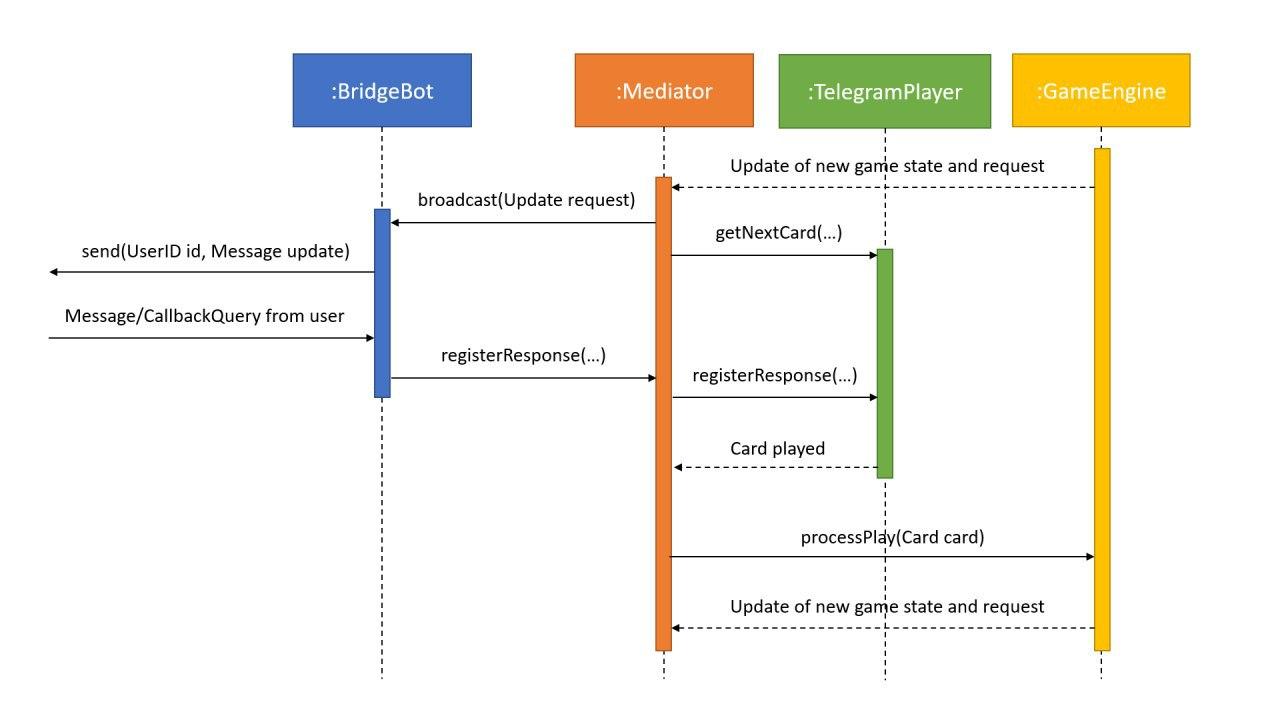 :BridgeBot
:Mediator
:TelegramPlayer
:GameEngine
Update of new game state and request
broadcast(Update request)
getNextCard(...)
send(UserID id, Message update)
Message/CallbackQuery from user
registerResponse(...)
registerResponse(...)
Card played
processPlay(Card card)
Update of new game state and request